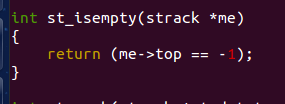 int st_isempty(strack *me)
{
    return (me->top == -1);
}